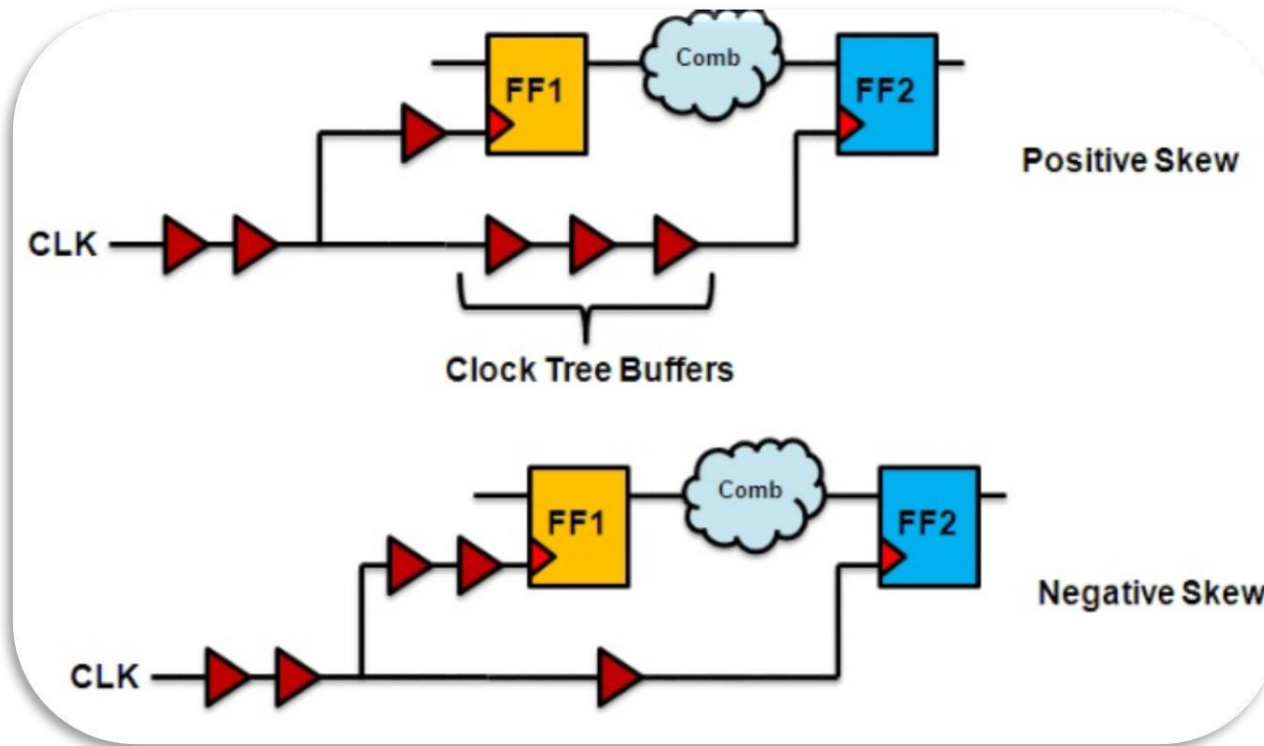 Comb
FF1
FF2
Positive Skew
CLK
Clock Tree Buffers
Comb
FF1
FF2
Negative Skew
CLK